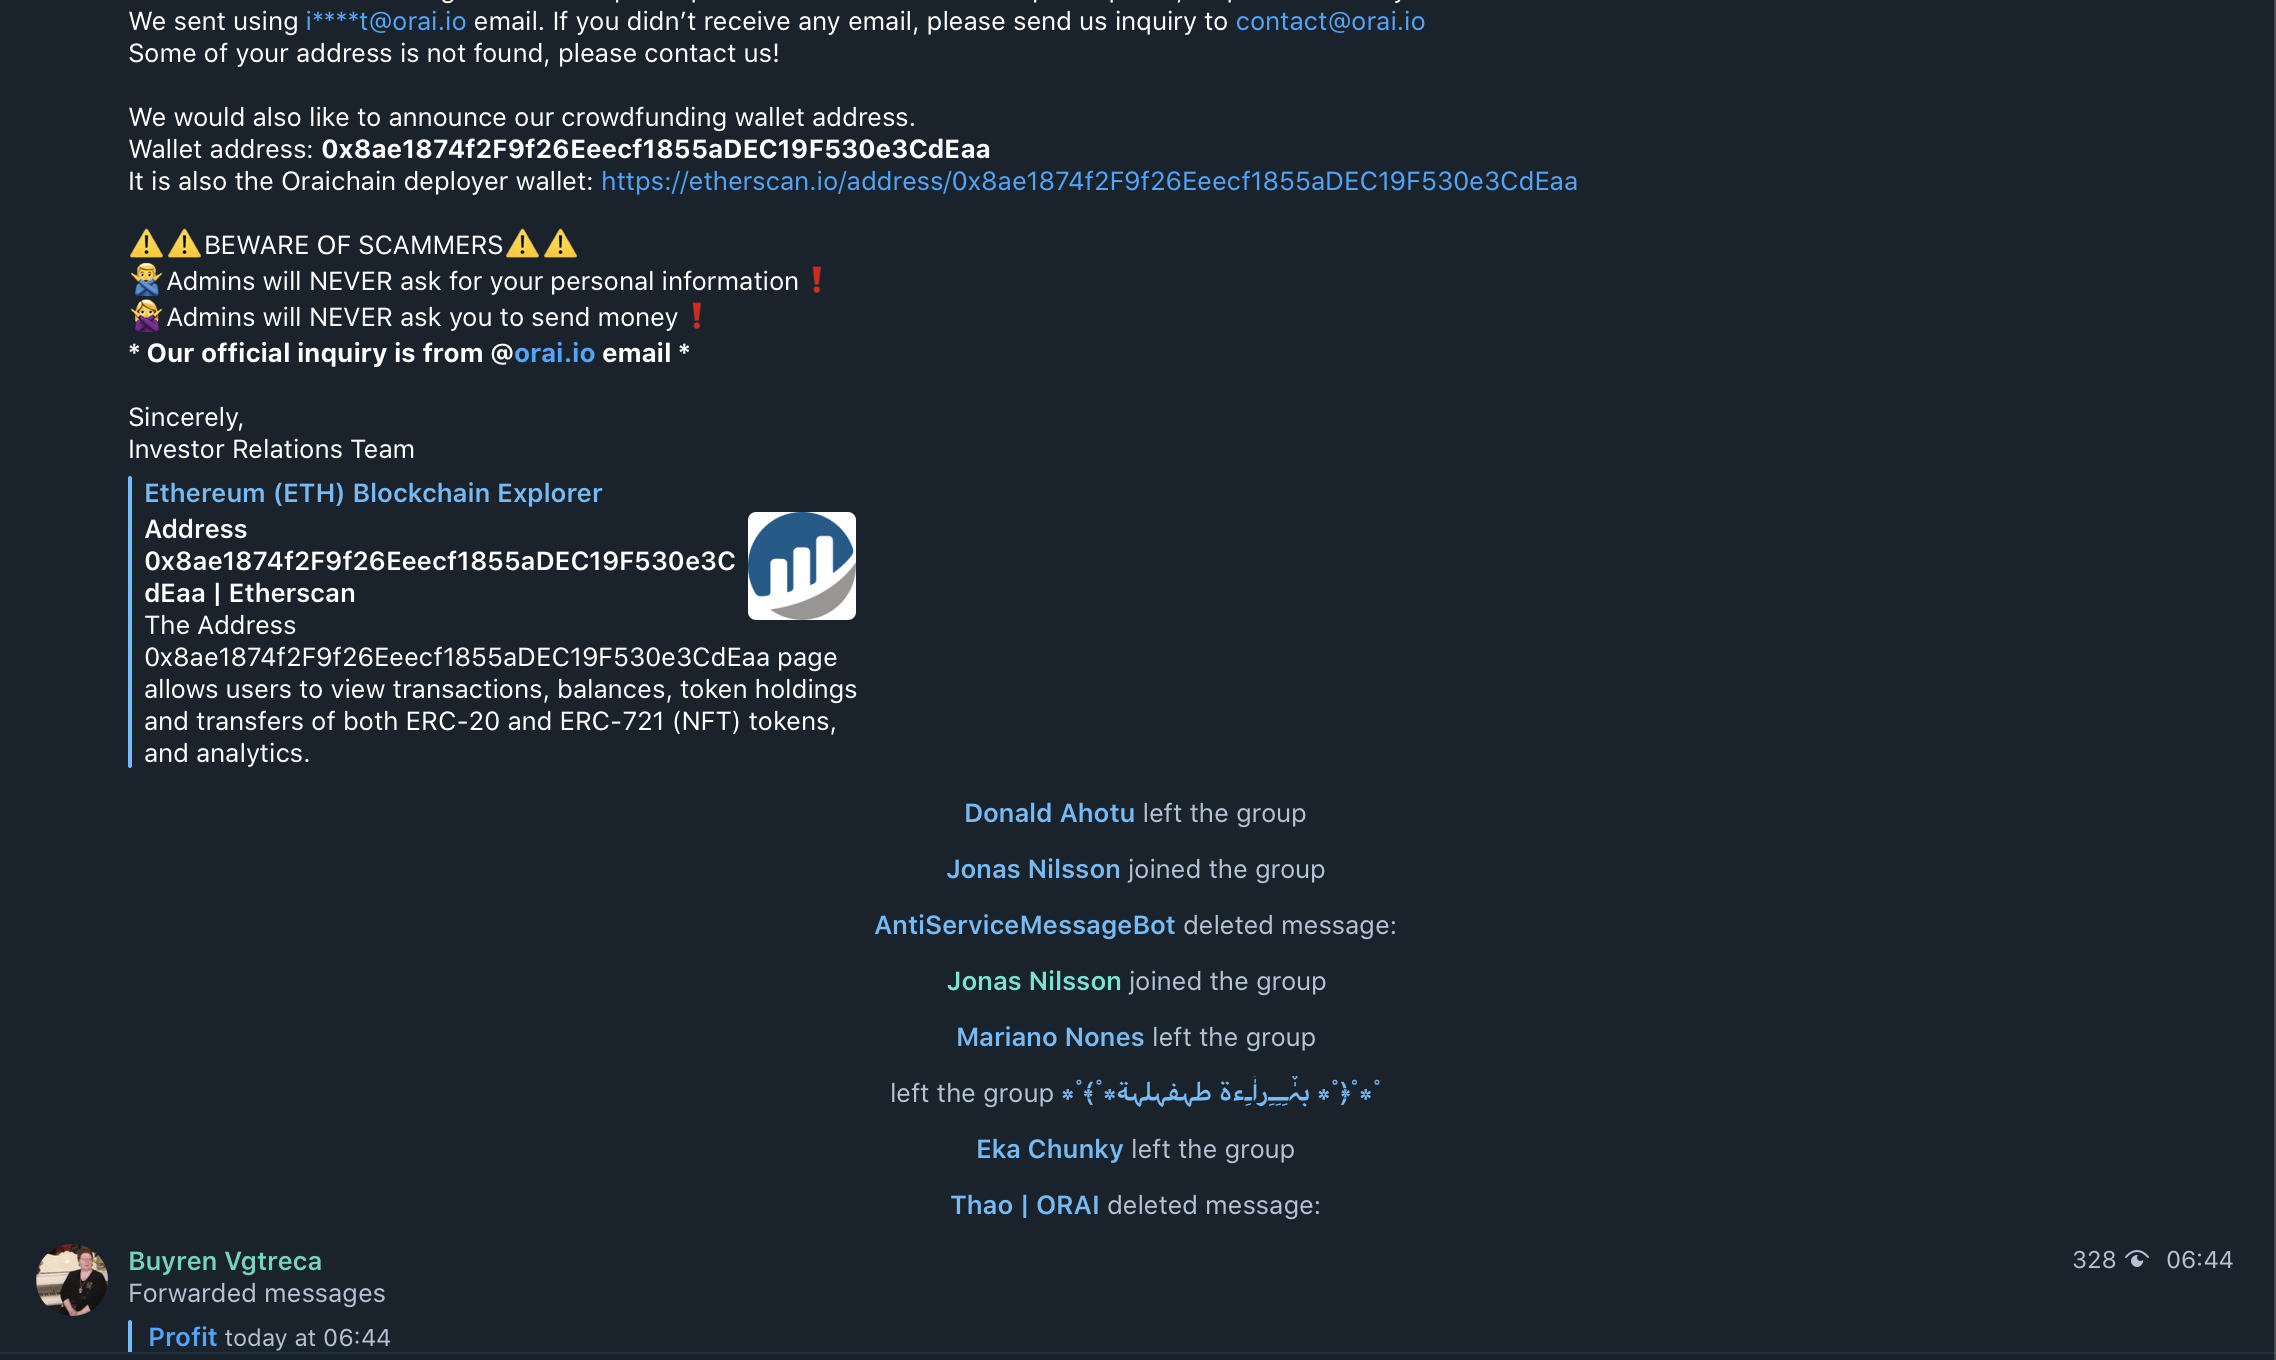 We sent using i****t@orai.io email. If you didn’t receive any email, please send us inquiry to contact@orai.io
Some of your address is not found, please contact us!
We would also like to announce our crowdfunding wallet address.
Wallet address: 0x8ae1874f2F9f26Eeecf1855aDEC19F530e3CdEaa
It is also the Oraichain deployer wallet: https://etherscan.io/address/0x8ae1874f2F9f26Eeecf1855aDEC19F530e3CdEaa
⚠️⚠️BEWARE OF SCAMMERS⚠️⚠️
🙅‍♂️Admins will NEVER ask for your personal information❗
🙅‍♀️Admins will NEVER ask you to send money❗
* Our official inquiry is from @orai.io email *
Sincerely,
Investor Relations Team
Ethereum (ETH) Blockchain Explorer
Address
0x8ae1874f2F9f26Eeecf1855aDEC19F530e3C
dEaa | Etherscan
The Address
0x8ae1874f2F9f26Eeecf1855aDEC19F530e3CdEaa page
allows users to view transactions, balances, token holdings
and transfers of both ERC-20 and ERC-721 (NFT) tokens,
and analytics.
Donald Ahotu left the group
Jonas Nilsson joined the group
AntiServiceMessageBot deleted message:
Jonas Nilsson joined the group
Mariano Nones left the group
left the group
Eka Chunky left the group
Thao | ORAI deleted message:
Buyren Vgtreca 328 06:44
Forwarded messages
Profit today at 06:44